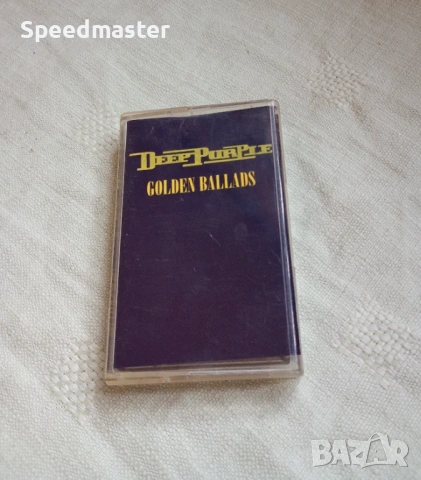 Speedmaster
DEEP PURPLE
GOLDEN BALLADS
BAZAR